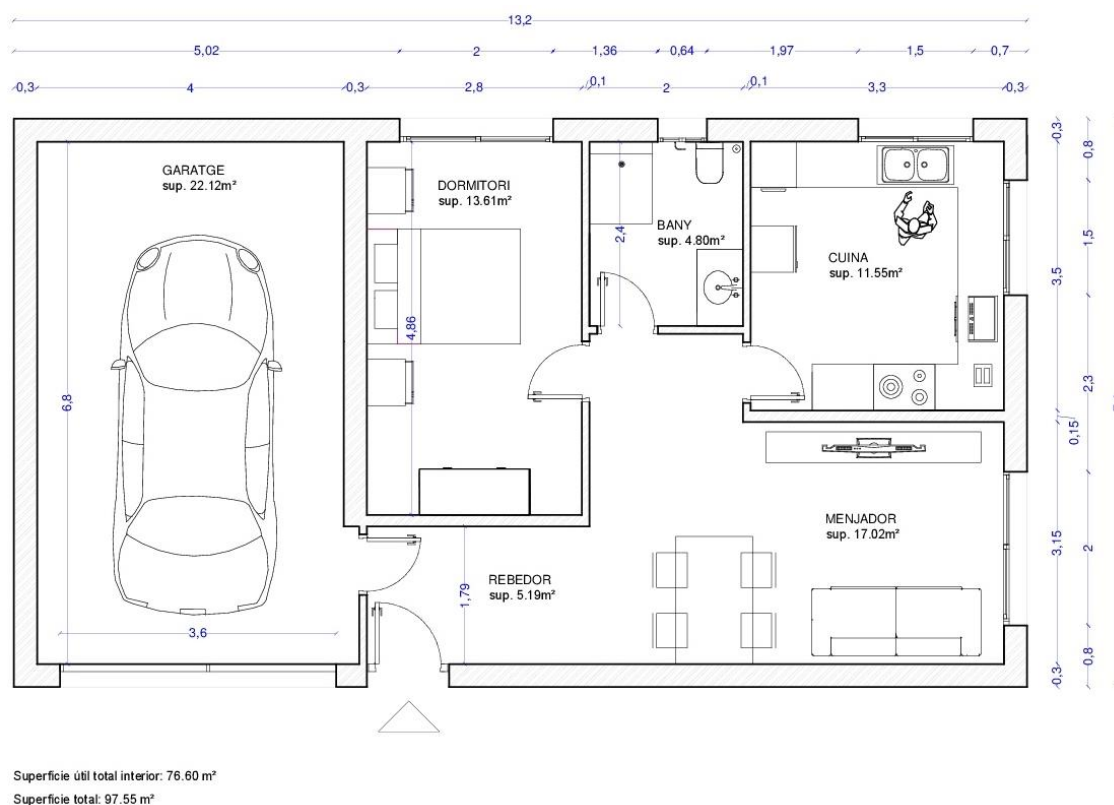 13,2
5,02 2 1,36 0,64 1,97 1,5 0,7
0,3 4 0,3 2,8 0,1 2 0,1 3,3 0,3
GARATGE
sup. 22.12m²
DORMITORI
sup. 13.61m²
BANY
sup. 4.80m²
CUINA
sup. 11.55m²
MENJADOR
sup. 17.02m²
REBEDOR
sup. 5.19m²
6,8
4,86
2,4
1,79
3,6
0,3
3,5
0,15
3,15
0,3
0,8
1,5
2,3
2
0,8
Superfície útil total interior: 76.60 m²
Superfície total: 97.55 m²